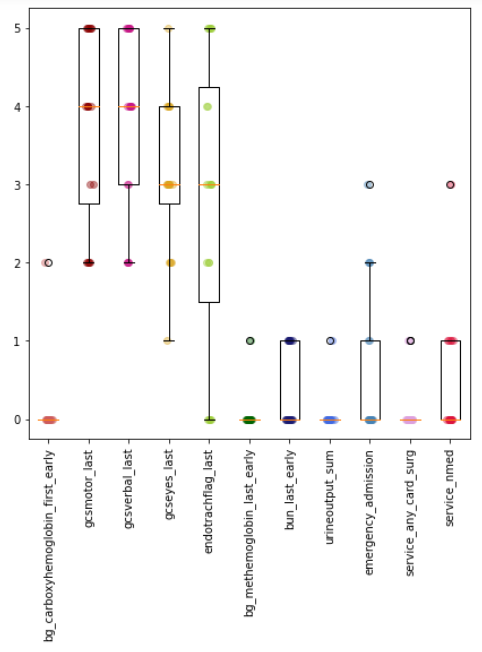 5
4
3
2
1
0
bg_carboxyhemoglobin_first_early
gcsmotor_last
gcsverbal_last
gcseyes_last
endotrachflag_last
bg_methemoglobin_last_early
bun_last_early
urineoutput_sum
emergency_admission
service_any_card_surg
service_nmed